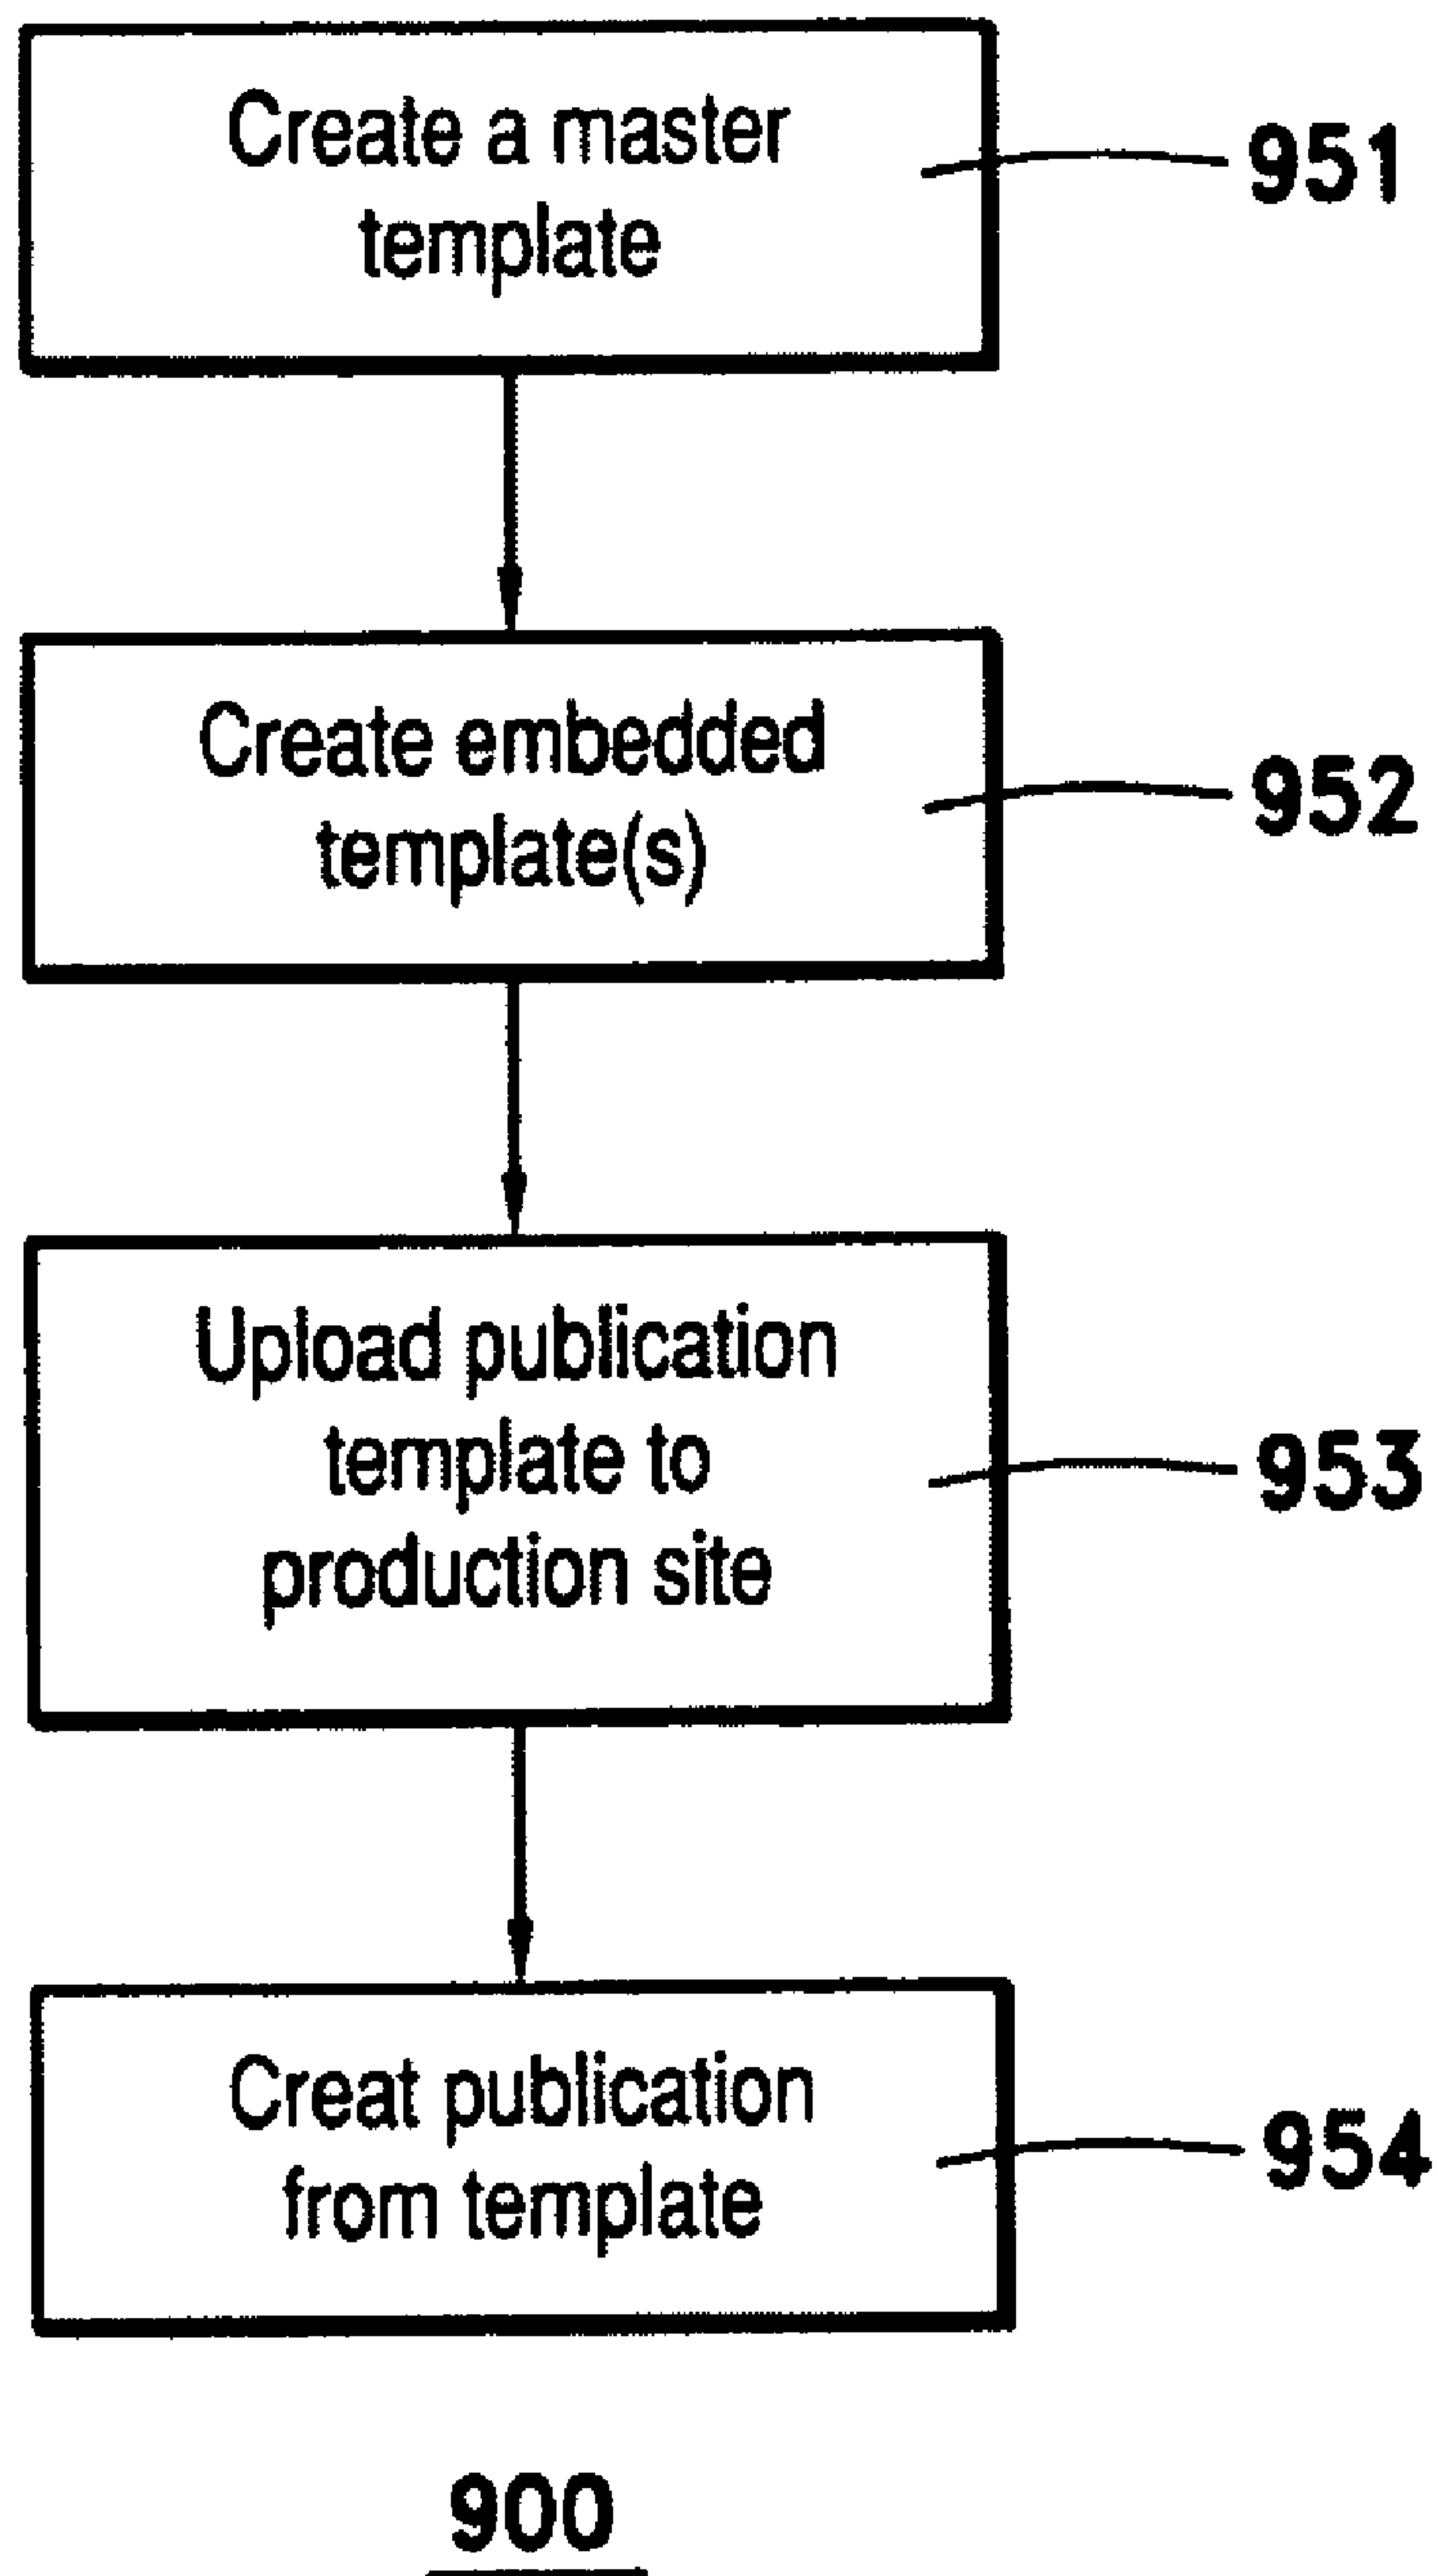 Create a master
template
951
Create embedded
template(s)
952
Upload publication
template to
production site
953
Creat publication
from template
954
900